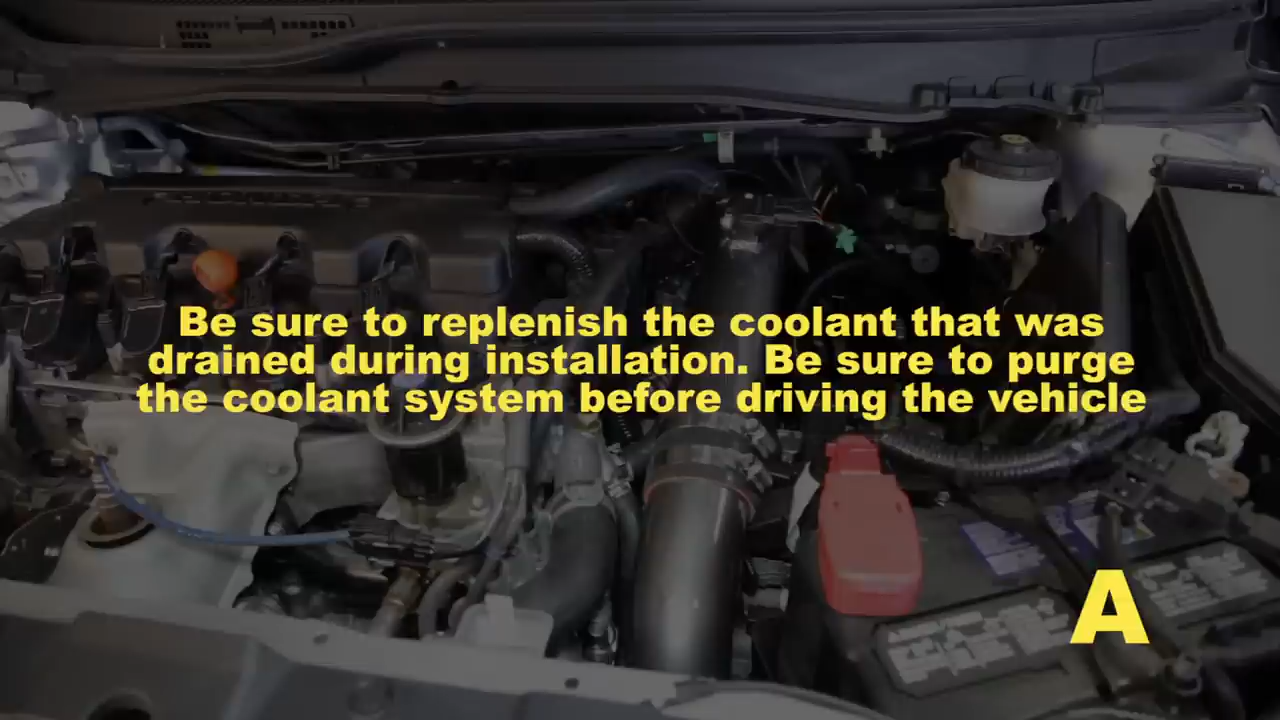 Be sure to replenish the coolant that was
drained during installation. Be sure to purge
the coolant system before driving the vehicle
A